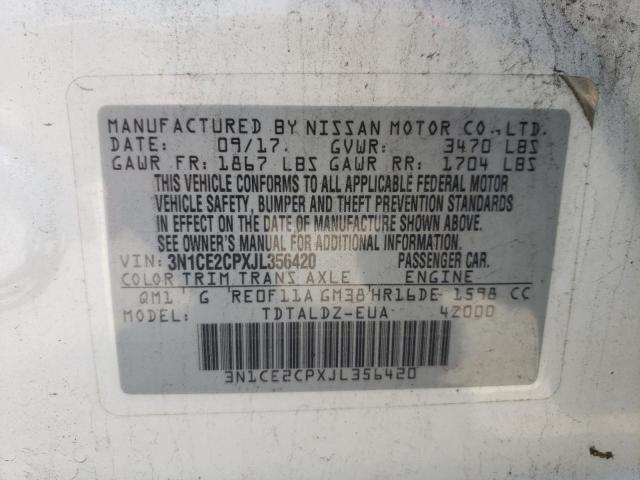 MANUFACTURED BY NISSAN MOTOR CO.,LTD.
DATE: 09/17. GVWR: 3470 LBS
GAWR FR: 1867 LBS GAWR RR: 1704 LBS
THIS VEHICLE CONFORMS TO ALL APPLICABLE FEDERAL MOTOR
VEHICLE SAFETY, BUMPER AND THEFT PREVENTION STANDARDS
IN EFFECT ON THE DATE OF MANUFACTURE SHOWN ABOVE.
SEE OWNER'S MANUAL FOR ADDITIONAL INFORMATION.
VIN: 3N1CE2CPXJL356420 PASSENGER CAR.
COLOR TRIM TRANS AXLE ENGINE
QM1 G RE0F11A GM38 HR16DE 1598 CC
MODEL: TDTALDZ-EUA 4Z000
3N1CE2CPXJL356420